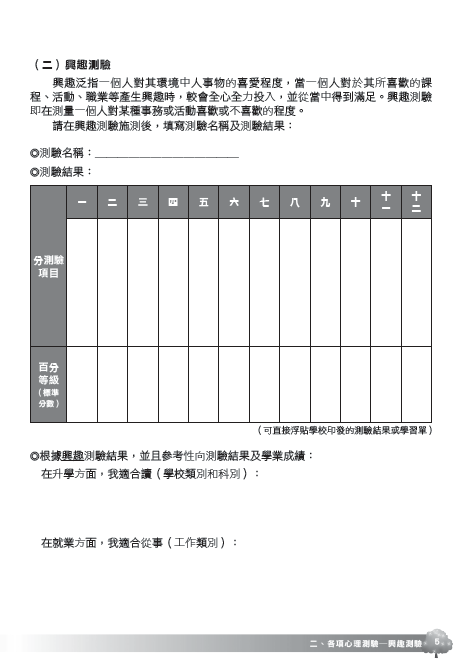 （二）興趣測驗
興趣泛指一個人對其環境中人事物的喜愛程度，當一個人對於其所喜歡的課
程、活動、職業等產生興趣時，較會全心全力投入，並從當中得到滿足。興趣測驗
即在測量一個人對某種事務或活動喜歡或不喜歡的程度。
請在興趣測驗施測後，填寫測驗名稱及測驗結果：
◎測驗名稱：
◎測驗結果：
分測驗項目 一 二 三 四 五 六 七 八 九 十 十一 十二
百分
等級
（標準
分數）
（可直接浮貼學校印發的測驗結果或學習單）
◎根據興趣測驗結果，並且參考性向測驗結果及學業成績：
在升學方面，我適合讀（學校類別和科別）：
在就業方面，我適合從事（工作類別）：
二、各項心理測驗—興趣測驗 5